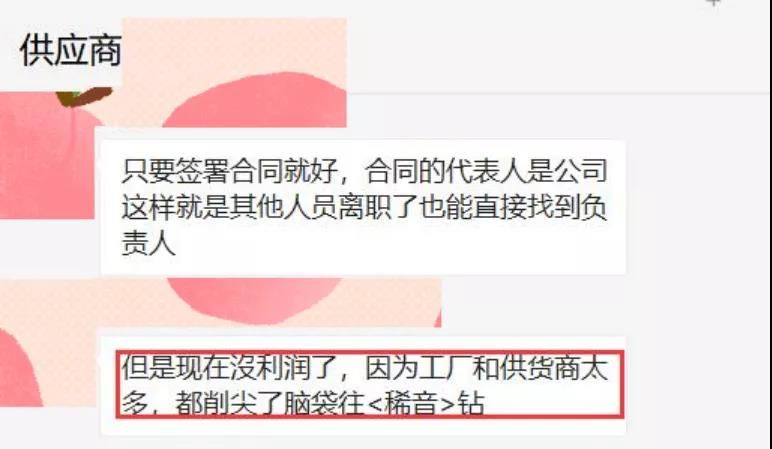 供应商
只要签署合同就好，合同的代表人是公司
这样就是其他人员离职了也能直接找到负
责人
但是现在沒利润了，因为工厂和供货商太
多，都削尖了脑袋往<稀音>钻